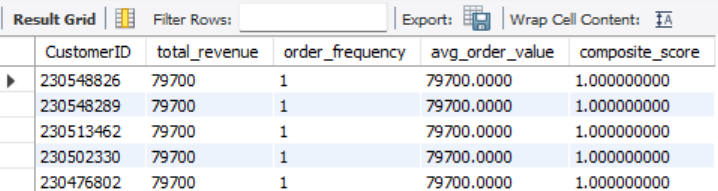 Result Grid Filter Rows: Export: Wrap Cell Content: IA
CustomerID total_revenue order_frequency avg_order_value composite_score
230548826 79700 1 79700.0000 1.000000000
230548289 79700 1 79700.0000 1.000000000
230513462 79700 1 79700.0000 1.000000000
230502330 79700 1 79700.0000 1.000000000
230476802 79700 1 79700.0000 1.000000000